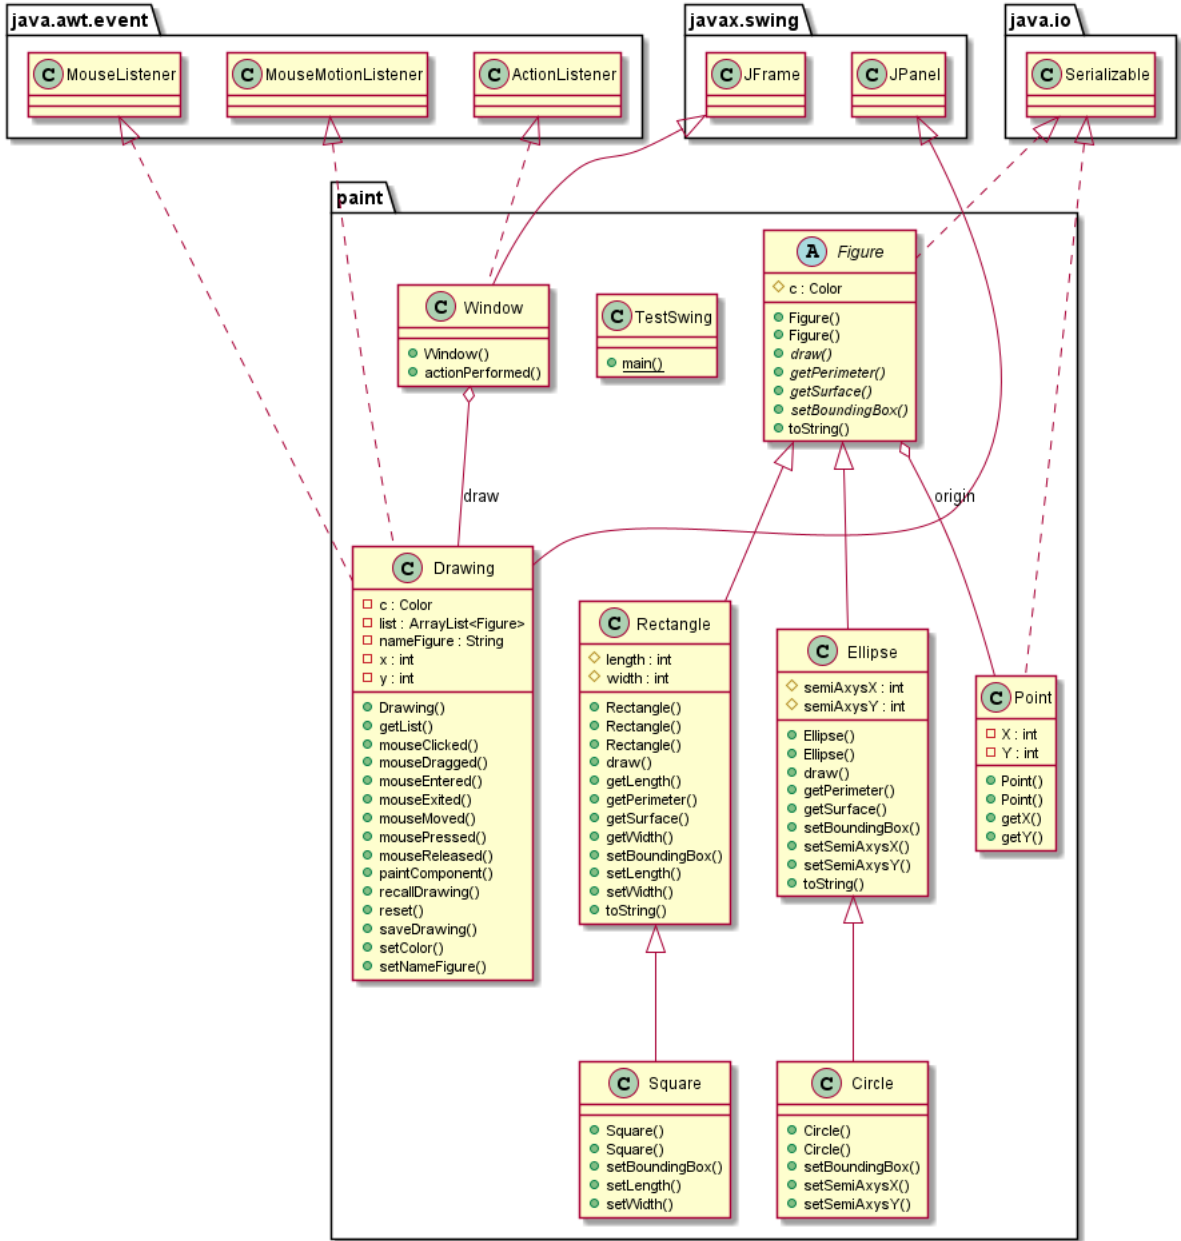 java.awt.event
C MouseListener
C MouseMotionListener
C ActionListener
javax.swing
C JFrame
C JPanel
java.io
C Serializable
paint
C Window
Window()
actionPerformed()
C TestSwing
main()
A Figure
c : Color
Figure()
Figure()
draw()
getPerimeter()
getSurface()
setBoundingBox()
toString()
draw
origin
C Drawing
c : Color
list : ArrayList<Figure>
nameFigure : String
x : int
y : int
Drawing()
getList()
mouseClicked()
mouseDragged()
mouseEntered()
mouseExited()
mouseMoved()
mousePressed()
mouseReleased()
paintComponent()
recallDrawing()
reset()
saveDrawing()
setColor()
setNameFigure()
C Rectangle
length : int
width : int
Rectangle()
Rectangle()
Rectangle()
draw()
getLength()
getPerimeter()
getSurface()
getWidth()
setBoundingBox()
setLength()
setWidth()
toString()
C Ellipse
semiAxysX : int
semiAxysY : int
Ellipse()
Ellipse()
draw()
getPerimeter()
getSurface()
setBoundingBox()
setSemiAxysX()
setSemiAxysY()
toString()
C Point
X : int
Y : int
Point()
Point()
getX()
getY()
C Square
Square()
Square()
setBoundingBox()
setLength()
setWidth()
C Circle
Circle()
Circle()
setBoundingBox()
setSemiAxysX()
setSemiAxysY()